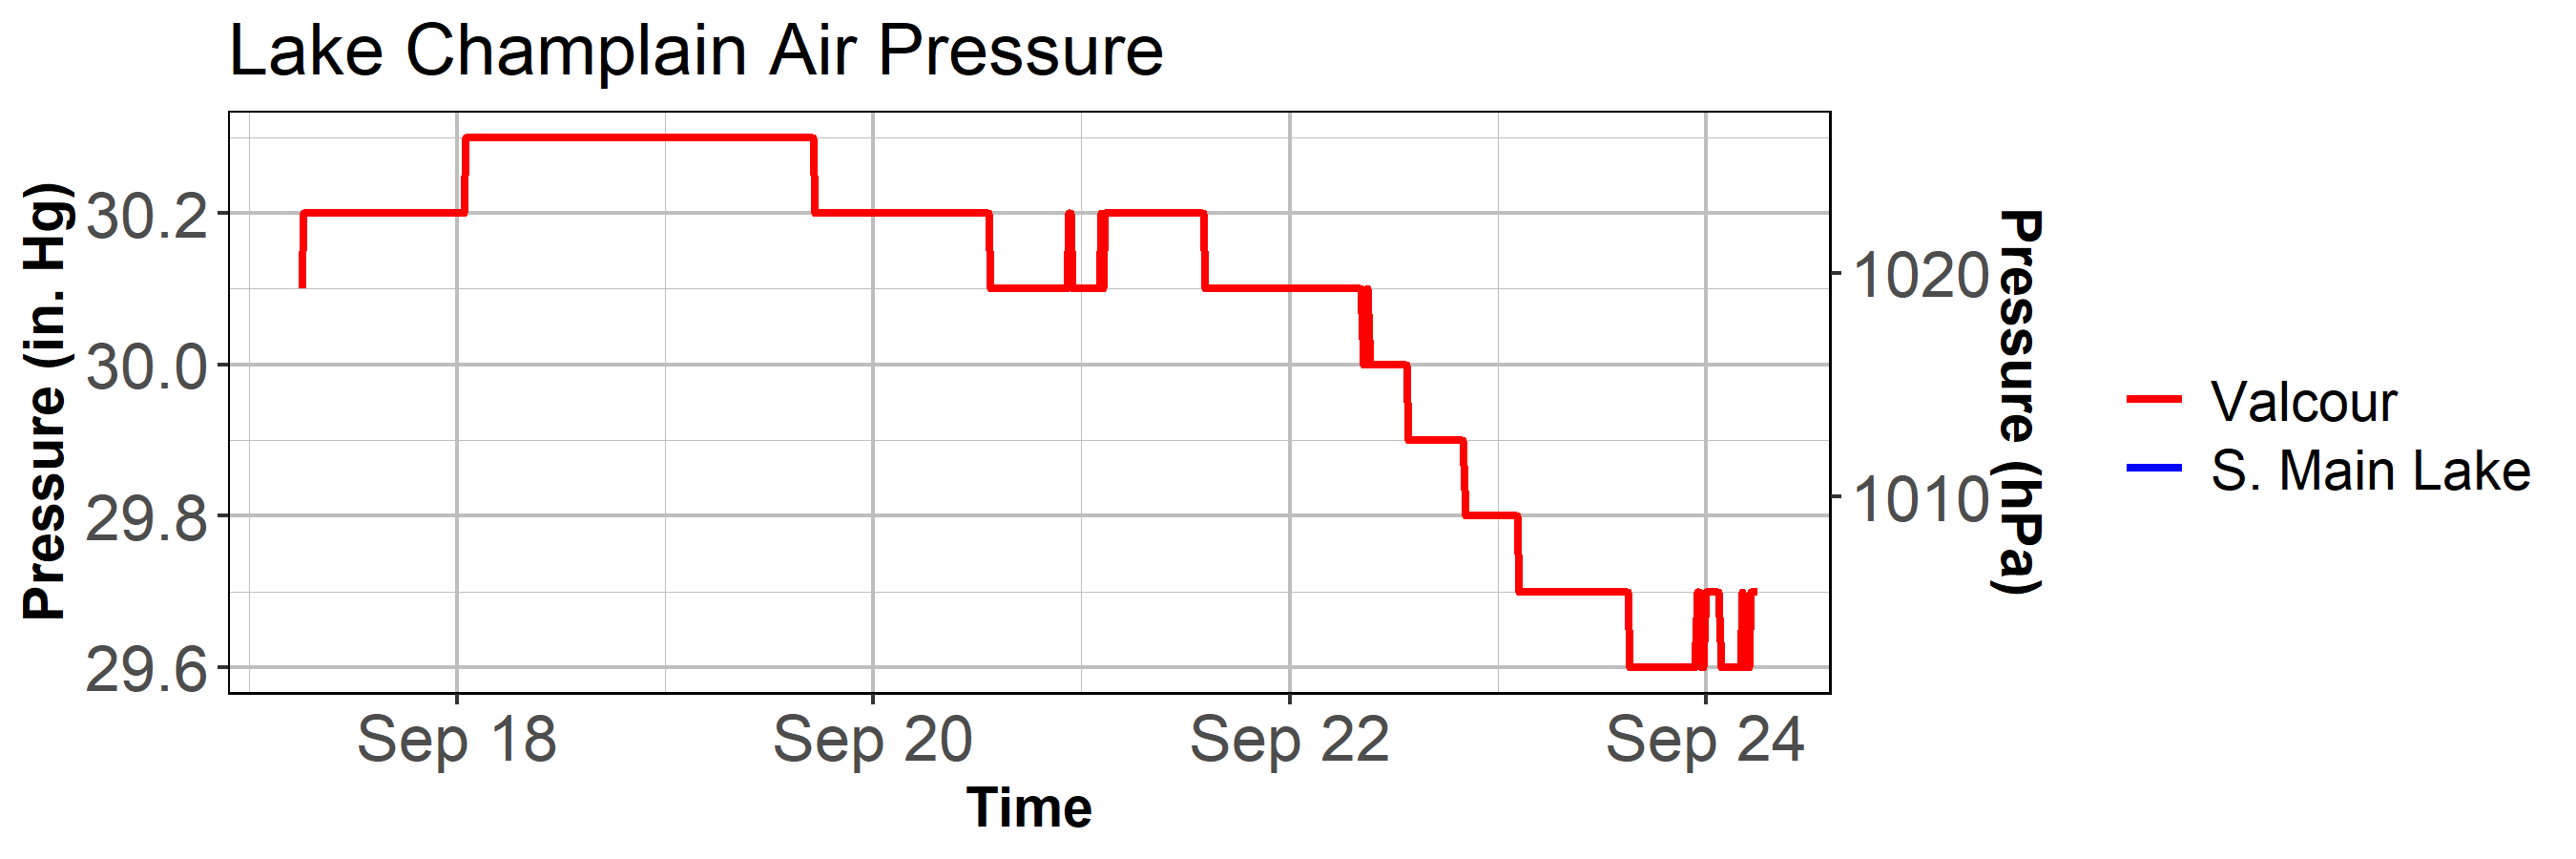 Lake Champlain Air Pressure
Pressure (in. Hg)
30.2
30.0
29.8
29.6
1020
1010
Pressure (hPa)
Valcour
S. Main Lake
Sep 18
Sep 20
Sep 22
Sep 24
Time